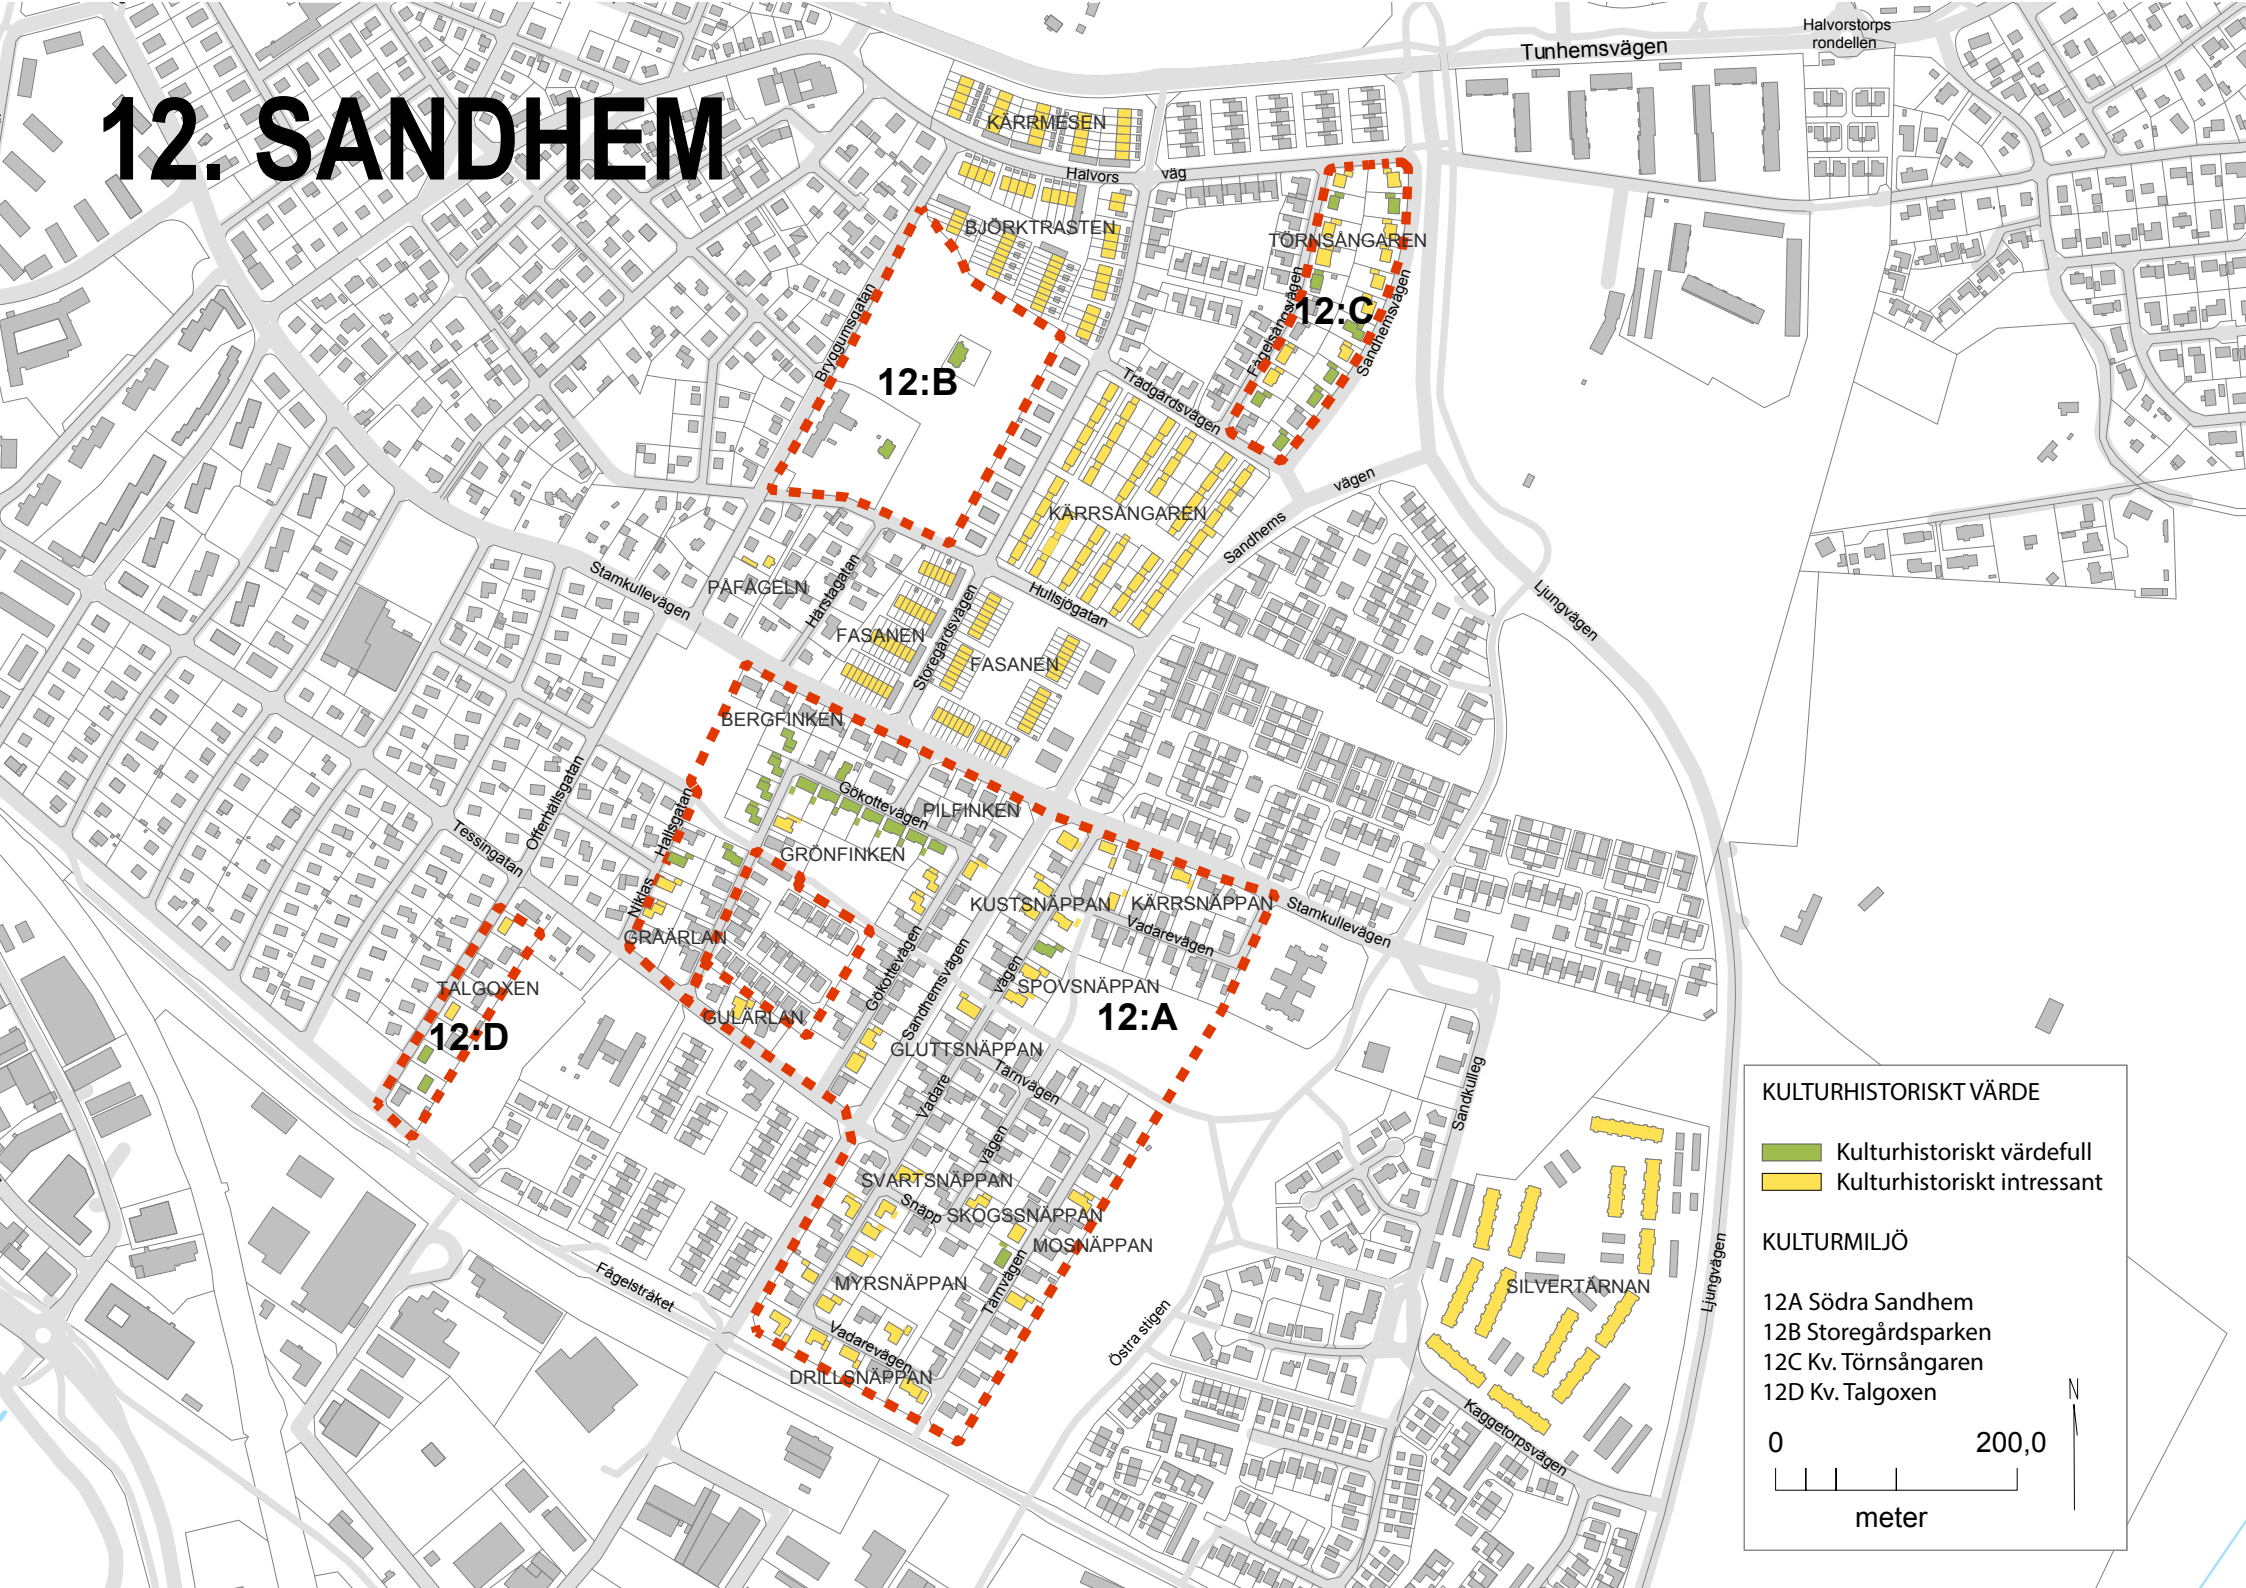 12. SANDHEM
Halvorstorps
rondellen
Tunhemsvägen
KÄRRMESEN
Halvors väg
BJÖRKTRASTEN
TÖRNSÅNGAREN
Bryggumsgatan
Fågelsångsvägen
12:C
Sandhemsvägen
12:B
Trädgårdsvägen
vägen
KÄRRSÅNGAREN
Sandhems
Stamkullevägen
PÅFÅGELN
Härstagatan
Hullsjögatan
Ljungvägen
FASANEN
Storegårdsvägen
FASANEN
BERGFINKEN
Gökottevägen
PILFINKEN
Offerhällsgatan
Hallsgatan
Tessingatan
GRÖNFINKEN
Niklas
KUSTSNÄPPAN
KÄRRSNÄPPAN
Stamkullevägen
Vadarevägen
GRÅÄRLAN
Gökottevägen
Sandhemsvägen
vägen
TALGOXEN
SPOVSNÄPPAN
GULÄRLAN
12:A
12:D
GLUTTSNÄPPAN
Tärnvägen
Vadare
Sandkulleg
vägen
SVARTSNÄPPAN
Snäpp
SKOGSSNÄPPAN
MOSNÄPPAN
Tärnvägen
MYRSNÄPPAN
Fågelstråket
SILVERTÄRNAN
Ljungvägen
Östra stigen
Vadarevägen
DRILLSNÄPPAN
Kaggetorpsvägen
KULTURHISTORISKT VÄRDE
Kulturhistoriskt värdefull
Kulturhistoriskt intressant
KULTURMILJÖ
12A Södra Sandhem
12B Storegårdsparken
12C Kv. Törnsångaren
12D Kv. Talgoxen
N
0 200,0
meter